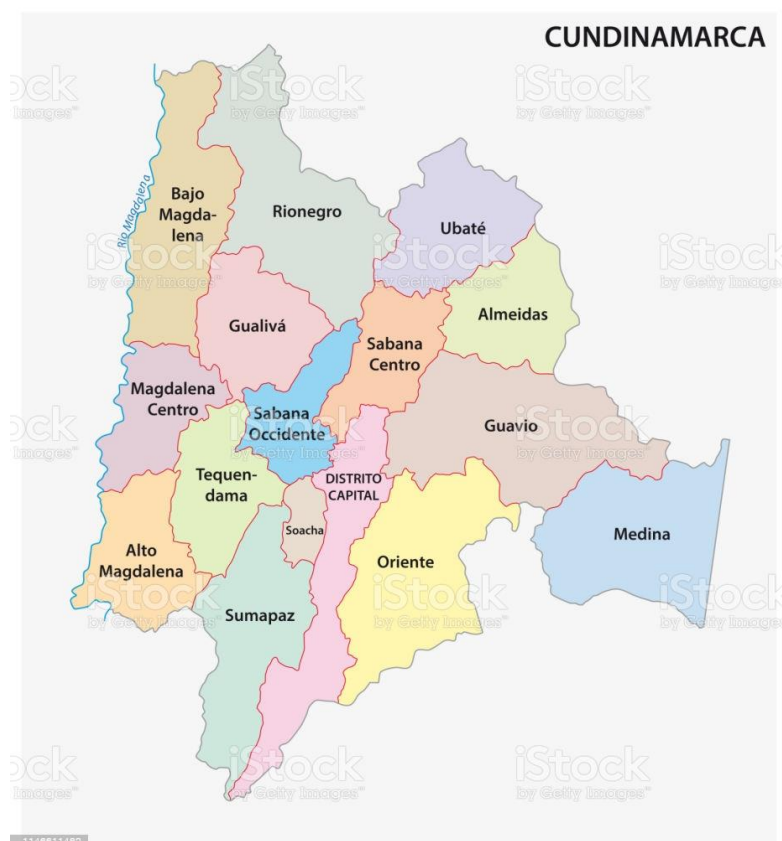 CUNDINAMARCA
iStock
by Getty Images™
Río Magdalena
Bajo
Magda-
lena
Rionegro
Ubaté
Almeidas
Gualivá
Sabana
Centro
Magdalena
Centro
Sabana
Occidente
Guavio
Tequen-
dama
DISTRITO
CAPITAL
Soacha
Medina
Alto
Magdalena
Oriente
Sumapaz